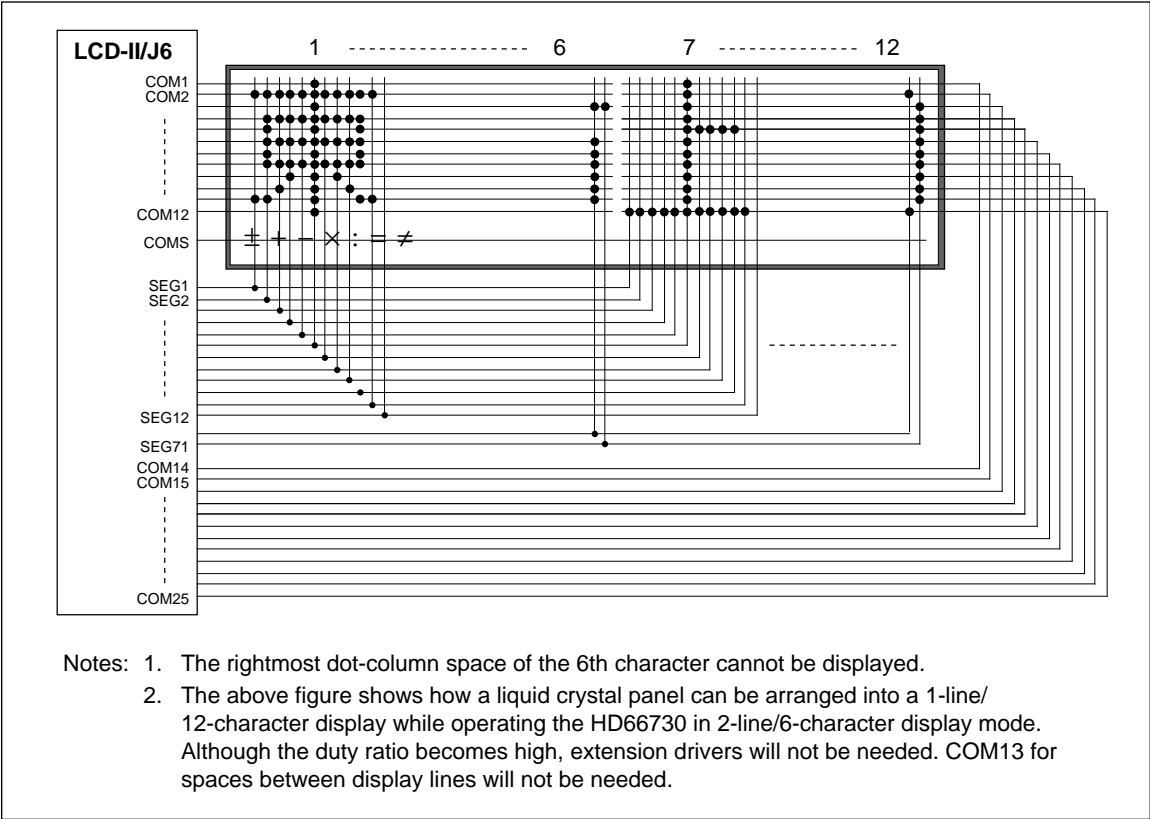 LCD-II/J6
1 6 7 12
COM1
COM2
COM12
COMS
± + − × : = ≠
SEG1
SEG2
SEG12
SEG71
COM14
COM15
COM25
Notes: 1. The rightmost dot-column space of the 6th character cannot be displayed.
2. The above figure shows how a liquid crystal panel can be arranged into a 1-line/
12-character display while operating the HD66730 in 2-line/6-character display mode.
Although the duty ratio becomes high, extension drivers will not be needed. COM13 for
spaces between display lines will not be needed.